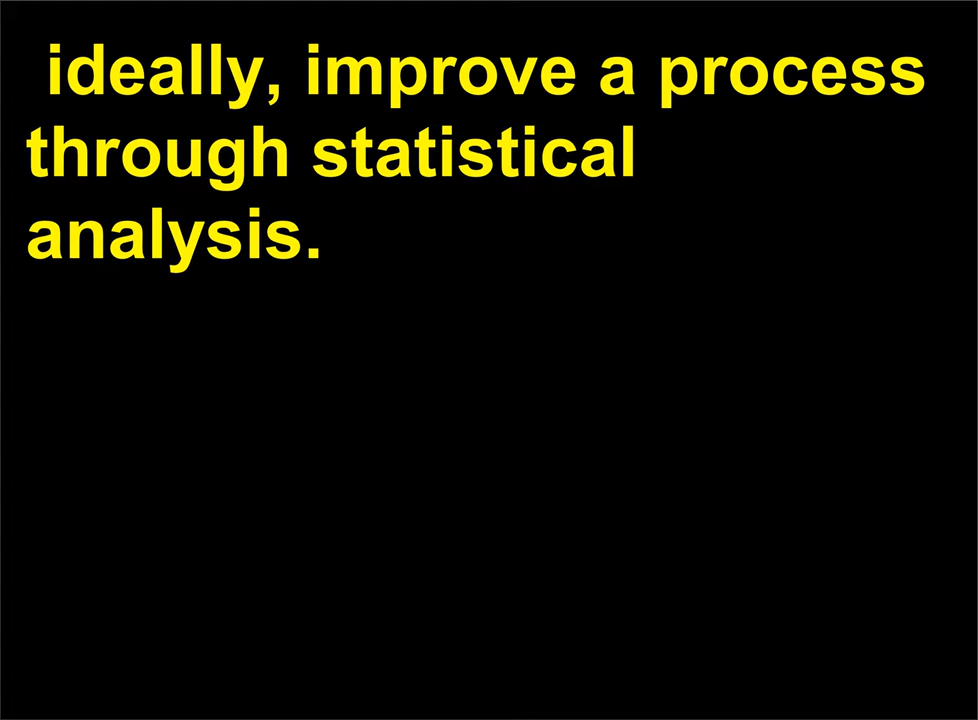 ideally, improve a process
through statistical
analysis.